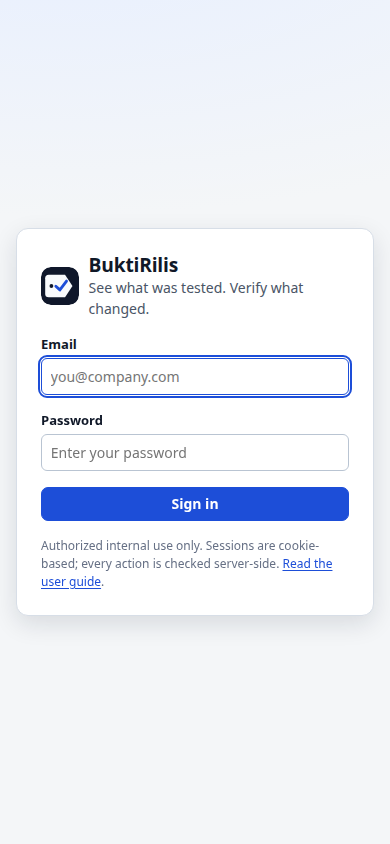 BuktiRilis
See what was tested. Verify what
changed.
Email
you@company.com
Password
Enter your password
Sign in
Authorized internal use only. Sessions are cookie-
based; every action is checked server-side. Read the
user guide.